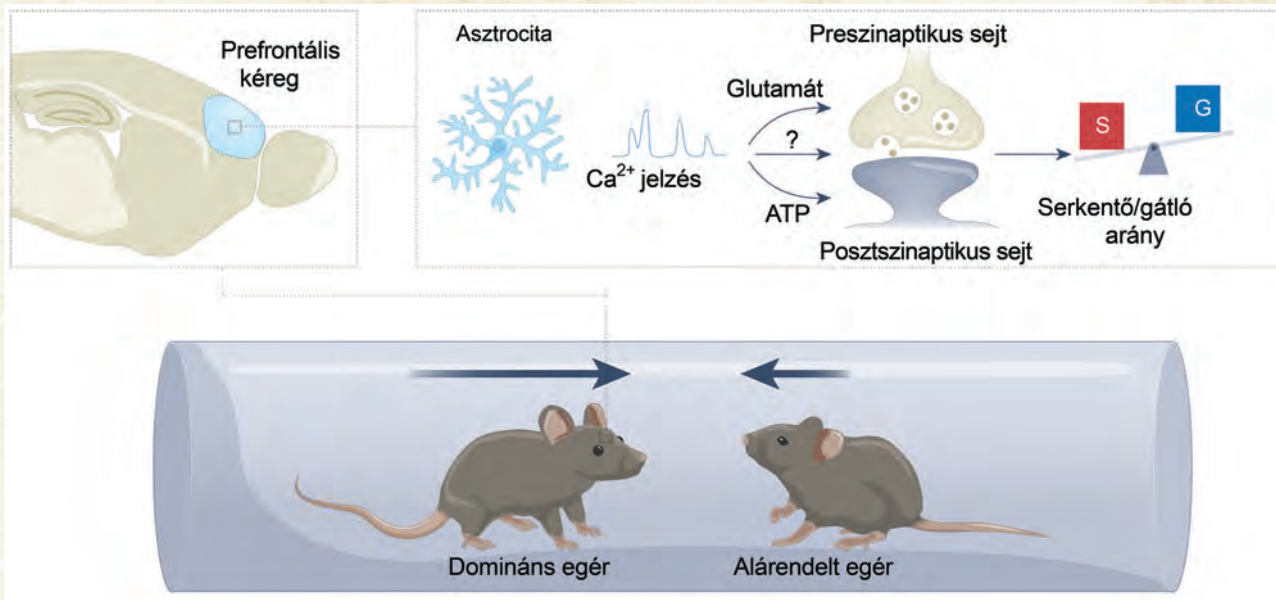 Prefrontális
kéreg
Asztrocita
Ca²⁺ jelzés
Glutamát
?
ATP
Preszinaptikus sejt
Posztszinaptikus sejt
S
G
Serkentő/gátló
arány
Domináns egér
Alárendelt egér